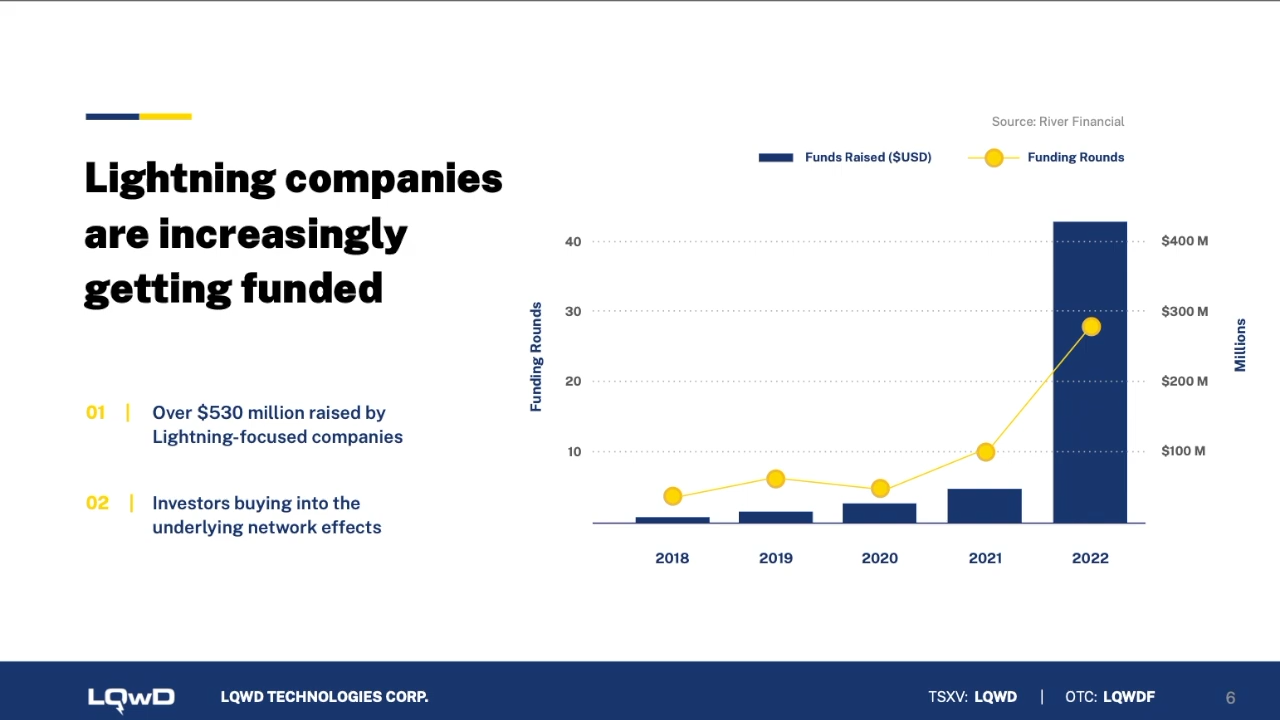 Lightning companies
are increasingly
getting funded
01 | Over $530 million raised by
Lightning-focused companies
02 | Investors buying into the
underlying network effects
Source: River Financial
Funds Raised ($USD)
Funding Rounds
Funding Rounds
40
30
20
10
$400 M
$300 M
$200 M
$100 M
Millions
2018 2019 2020 2021 2022
LQwD
LQWD TECHNOLOGIES CORP.
TSXV: LQWD | OTC: LQWDF
6